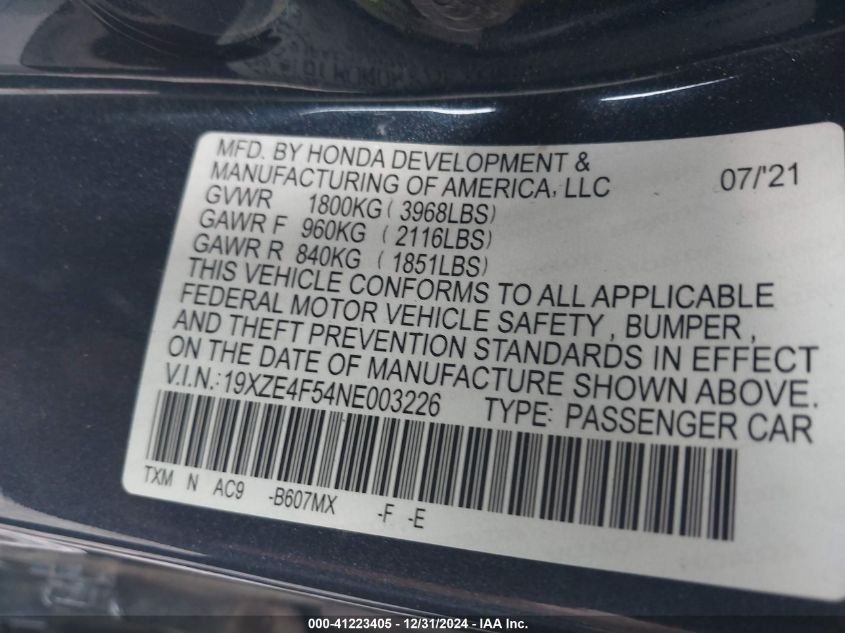 MFD. BY HONDA DEVELOPMENT &
MANUFACTURING OF AMERICA, LLC 07/'21
GVWR 1800KG ( 3968LBS)
GAWR F 960KG ( 2116LBS)
GAWR R 840KG ( 1851LBS)
THIS VEHICLE CONFORMS TO ALL APPLICABLE
FEDERAL MOTOR VEHICLE SAFETY , BUMPER ,
AND THEFT PREVENTION STANDARDS IN EFFECT
ON THE DATE OF MANUFACTURE SHOWN ABOVE.
V.I.N.: 19XZE4F54NE003226 TYPE: PASSENGER CAR
TXM N AC9 -B607MX -F -E
000-41223405 - 12/31/2024 - IAA Inc.